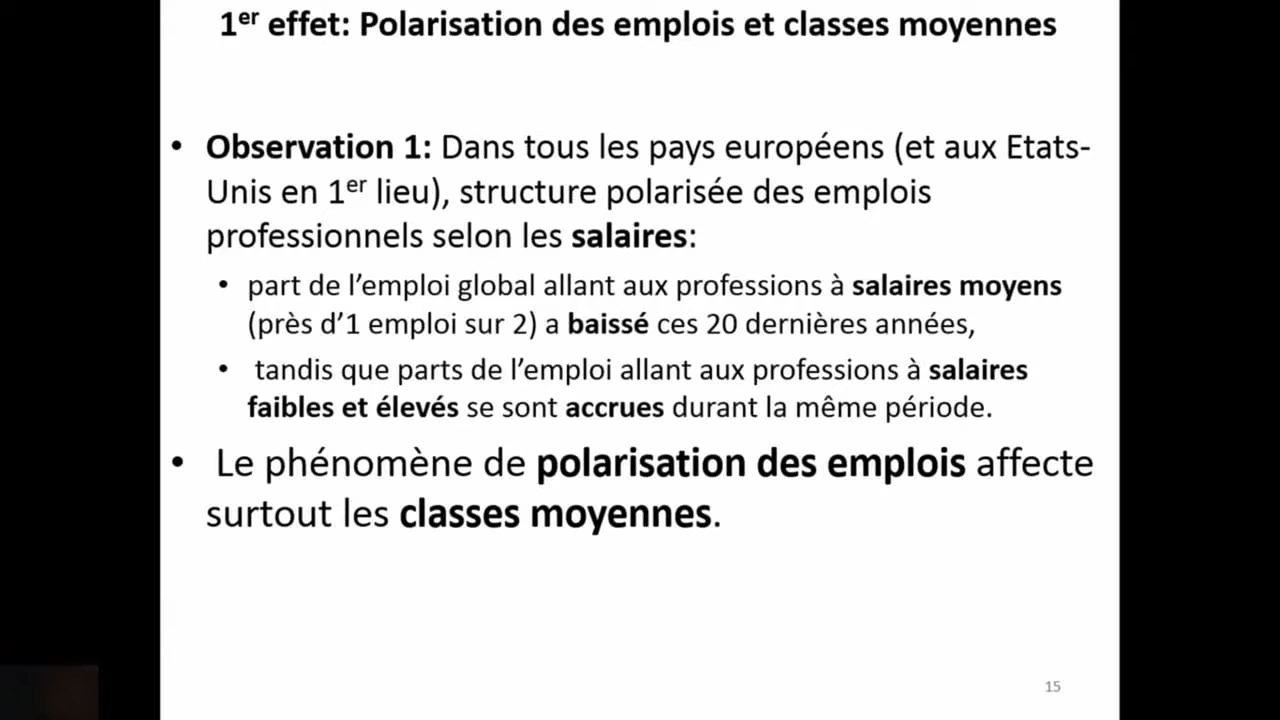 1er effet: Polarisation des emplois et classes moyennes
• Observation 1: Dans tous les pays européens (et aux Etats-
Unis en 1er lieu), structure polarisée des emplois
professionnels selon les salaires:
• part de l’emploi global allant aux professions à salaires moyens
(près d’1 emploi sur 2) a baissé ces 20 dernières années,
• tandis que parts de l’emploi allant aux professions à salaires
faibles et élevés se sont accrues durant la même période.
• Le phénomène de polarisation des emplois affecte
surtout les classes moyennes.
15